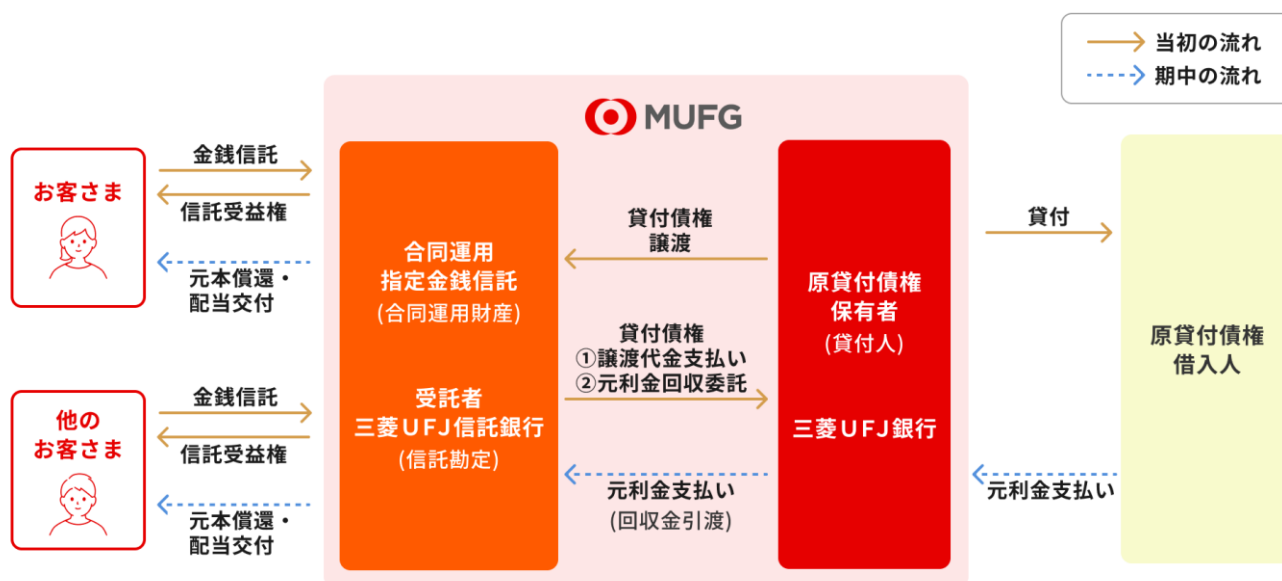 当初の流れ
期中の流れ
MUFG
お客さま
金銭信託
信託受益権
元本償還・
配当交付
他の
お客さま
金銭信託
信託受益権
元本償還・
配当交付
合同運用
指定金銭信託
(合同運用財産)
受託者
三菱UFJ信託銀行
(信託勘定)
貸付債権
譲渡
貸付債権
①譲渡代金支払い
②元利金回収委託
元利金支払い
(回収金引渡)
原貸付債権
保有者
(貸付人)
三菱UFJ銀行
貸付
元利金支払い
原貸付債権
借入人